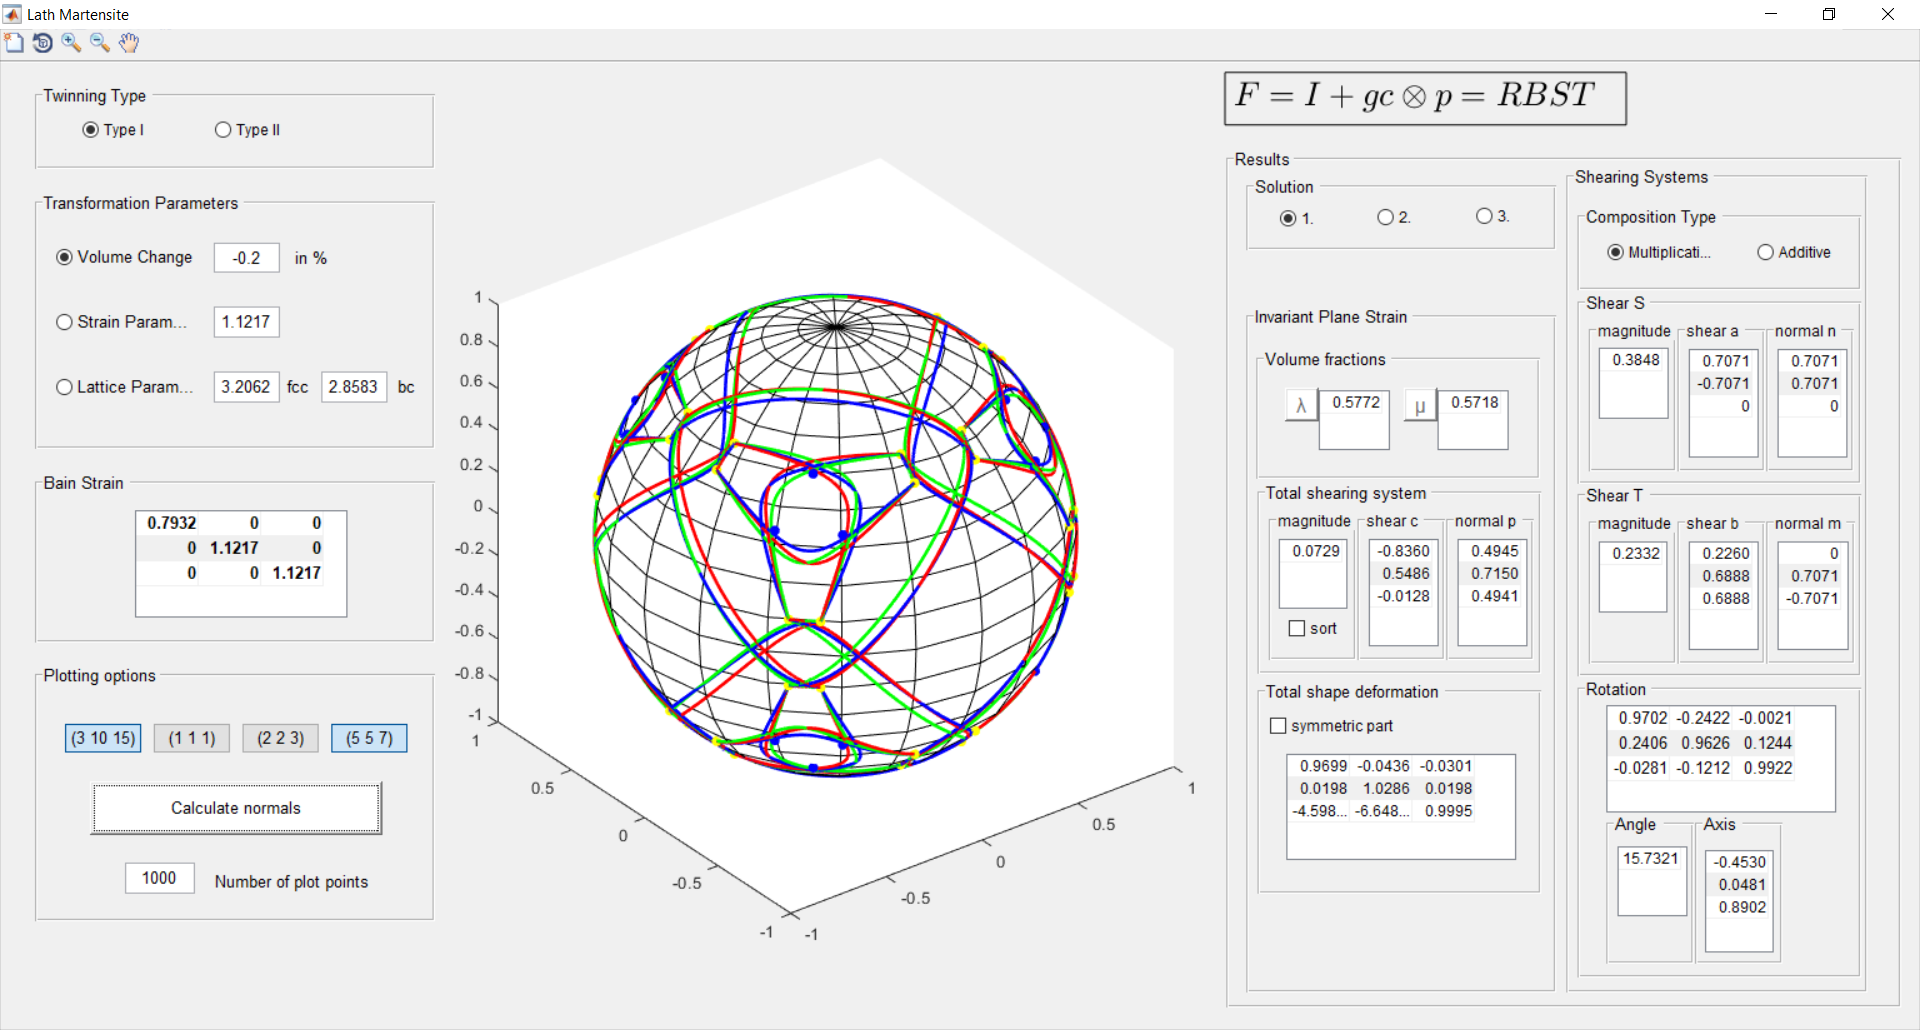 Lath Martensite
Twinning Type
Type I
Type II
Transformation Parameters
Volume Change
-0.2
in %
Strain Param...
1.1217
Lattice Param...
3.2062
fcc
2.8583
bc
Bain Strain
0.7932 0 0
0 1.1217 0
0 0 1.1217
Plotting options
(3 10 15)
(1 1 1)
(2 2 3)
(5 5 7)
Calculate normals
1000
Number of plot points
1
0.8
0.6
0.4
0.2
0
-0.2
-0.4
-0.6
-0.8
-1
1
0.5
0
-0.5
-1
-1
-0.5
0
0.5
1
F = I + gc ⊗ p = RBST
Results
Solution
1.
2.
3.
Invariant Plane Strain
Volume fractions
λ
0.5772
μ
0.5718
Total shearing system
magnitude
0.0729
sort
shear c
-0.8360
0.5486
-0.0128
normal p
0.4945
0.7150
0.4941
Total shape deformation
symmetric part
0.9699 -0.0436 -0.0301
0.0198 1.0286 0.0198
-4.598... -6.648... 0.9995
Shearing Systems
Composition Type
Multiplicati...
Additive
Shear S
magnitude
0.3848
shear a
0.7071
-0.7071
0
normal n
0.7071
0.7071
0
Shear T
magnitude
0.2332
shear b
0.2260
0.6888
0.6888
normal m
0
0.7071
-0.7071
Rotation
0.9702 -0.2422 -0.0021
0.2406 0.9626 0.1244
-0.0281 -0.1212 0.9922
Angle
15.7321
Axis
-0.4530
0.0481
0.8902